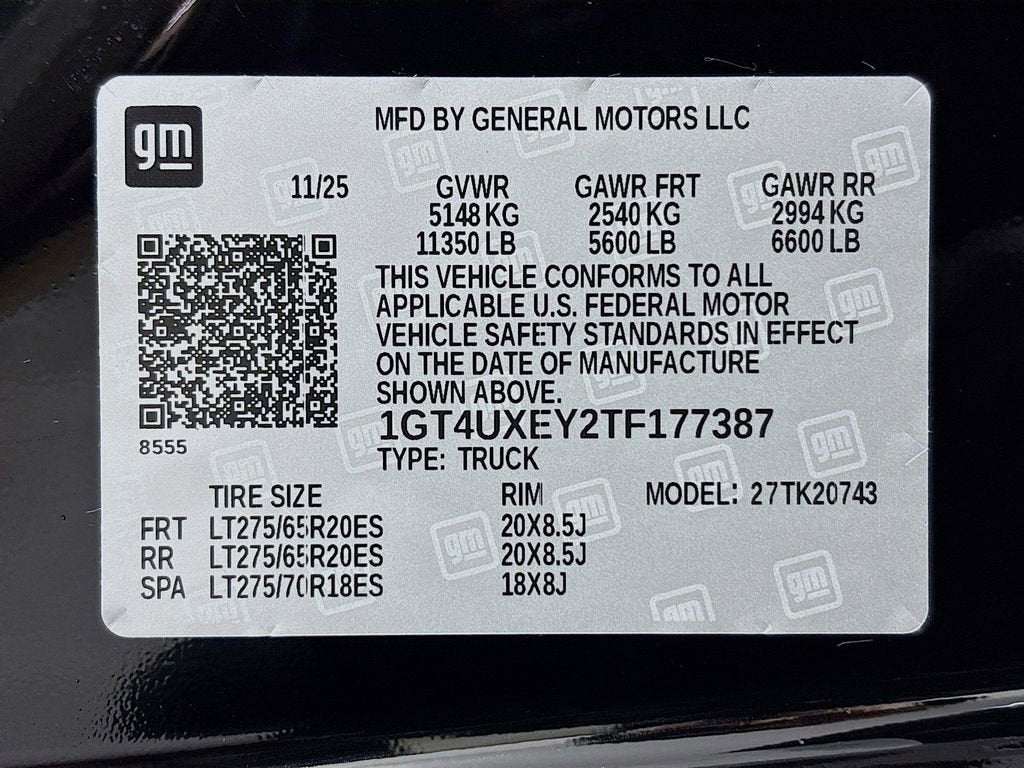 gm
MFD BY GENERAL MOTORS LLC
11/25 GVWR GAWR FRT GAWR RR
5148 KG 2540 KG 2994 KG
11350 LB 5600 LB 6600 LB
THIS VEHICLE CONFORMS TO ALL
APPLICABLE U.S. FEDERAL MOTOR
VEHICLE SAFETY STANDARDS IN EFFECT
ON THE DATE OF MANUFACTURE
SHOWN ABOVE.
1GT4UXEY2TF177387
8555
TYPE: TRUCK
TIRE SIZE RIM MODEL: 27TK20743
FRT LT275/65R20ES 20X8.5J
RR LT275/65R20ES 20X8.5J
SPA LT275/70R18ES 18X8J